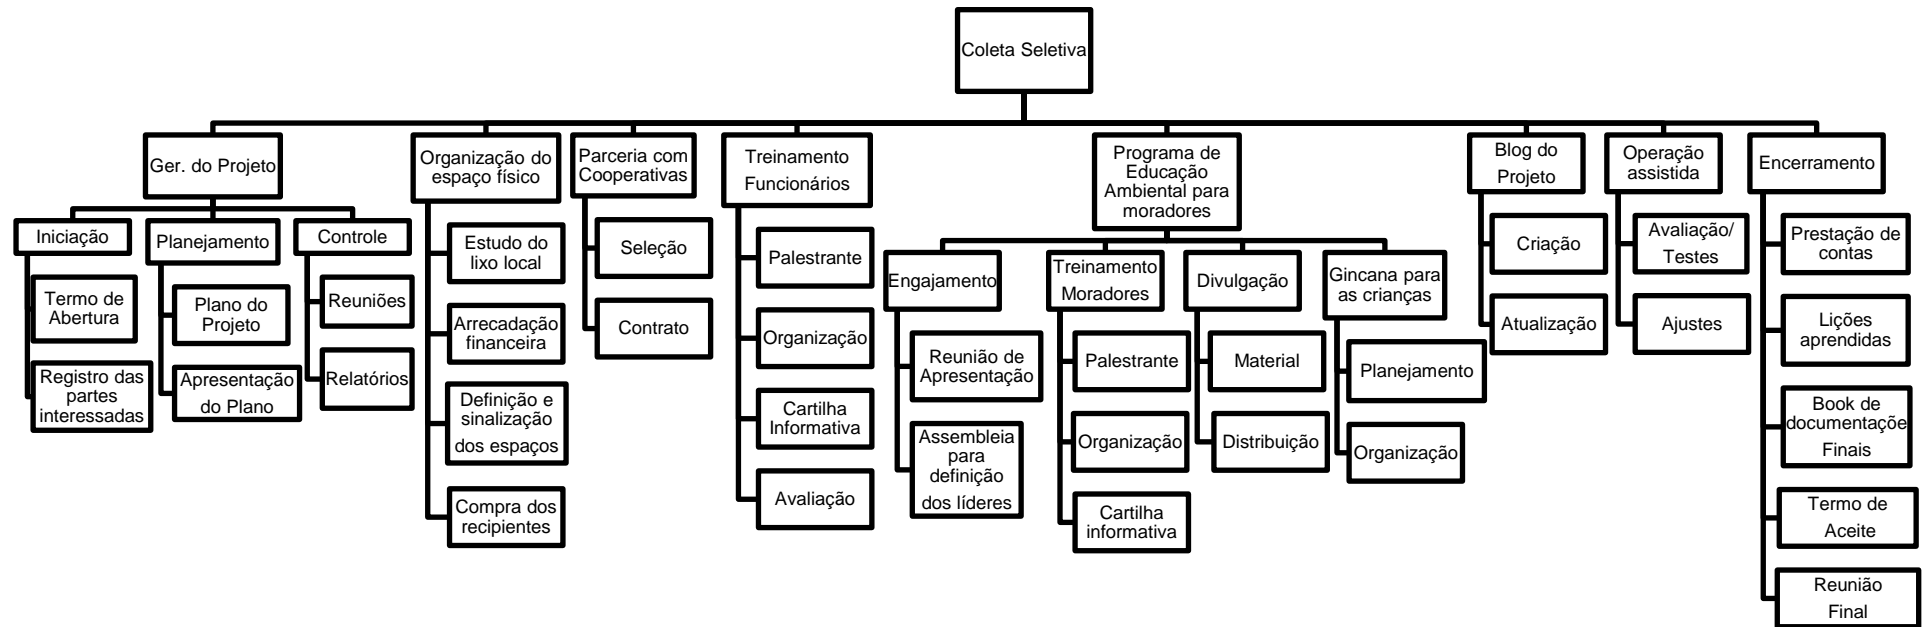 Coleta Seletiva
Ger. do Projeto
Organização do
espaço físico
Parceria com
Cooperativas
Treinamento
Funcionários
Programa de
Educação
Ambiental para
moradores
Blog do
Projeto
Operação
assistida
Encerramento
Iniciação
Termo de
Abertura
Registro das
partes
interessadas
Planejamento
Plano do
Projeto
Apresentação
do Plano
Controle
Reuniões
Relatórios
Estudo do
lixo local
Arrecadação
financeira
Definição e
sinalização
dos espaços
Compra dos
recipientes
Seleção
Contrato
Palestrante
Organização
Cartilha
Informativa
Avaliação
Engajamento
Reunião de
Apresentação
Assembleia
para
definição
dos líderes
Treinamento
Moradores
Palestrante
Organização
Cartilha
informativa
Divulgação
Material
Distribuição
Gincana para
as crianças
Planejamento
Organização
Criação
Atualização
Avaliação/
Testes
Ajustes
Prestação de
contas
Lições
aprendidas
Book de
documentaçõe
Finais
Termo de
Aceite
Reunião
Final